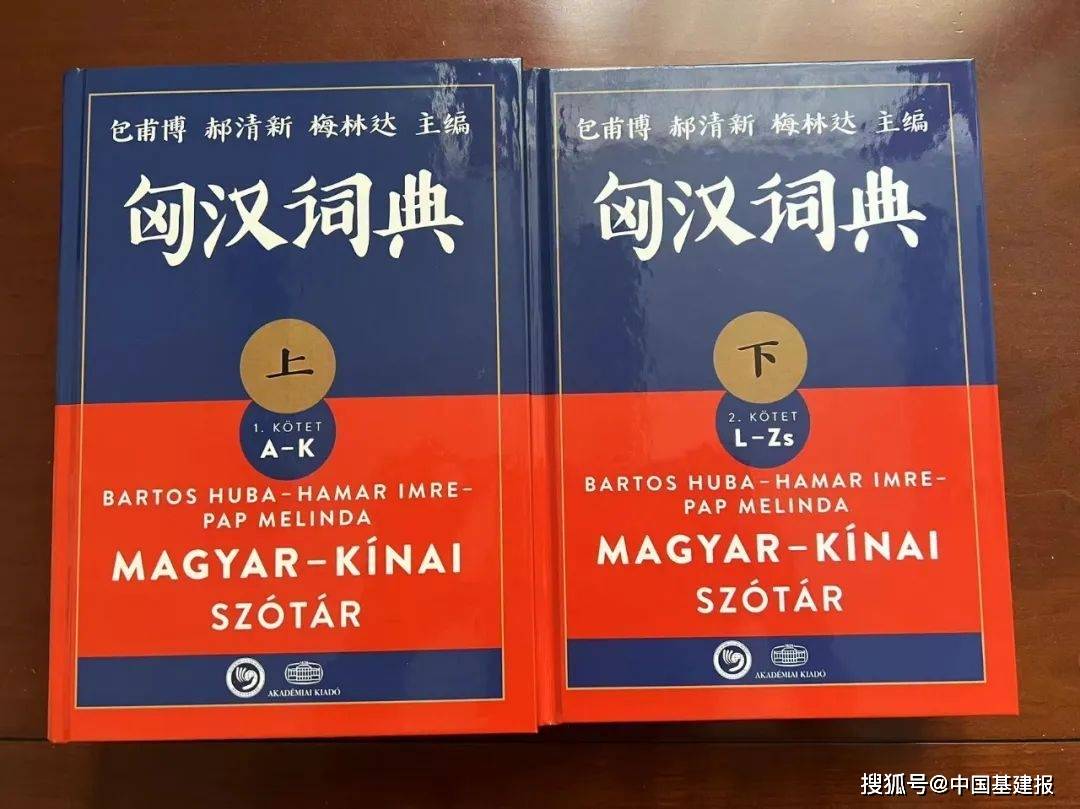 包甫博 郝清新 梅林达 主编
匈汉词典
上
1. KÖTET
A–K
BARTOS HUBA–HAMAR IMRE–
PAP MELINDA
MAGYAR–KÍNAI
SZÓTÁR
AKADÉMIAI KIADÓ
包甫博 郝清新 梅林达 主编
匈汉词典
下
2. KÖTET
L–Zs
BARTOS HUBA–HAMAR IMRE–
PAP MELINDA
MAGYAR–KÍNAI
SZÓTÁR
AKADÉMIAI KIADÓ
搜狐号@中国基建报